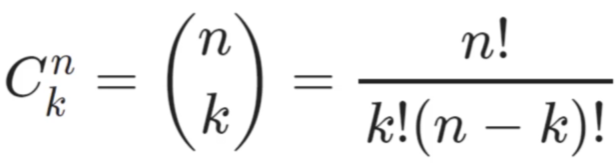 $C_k^n = \binom{n}{k} = \frac{n!}{k!(n-k)!}$